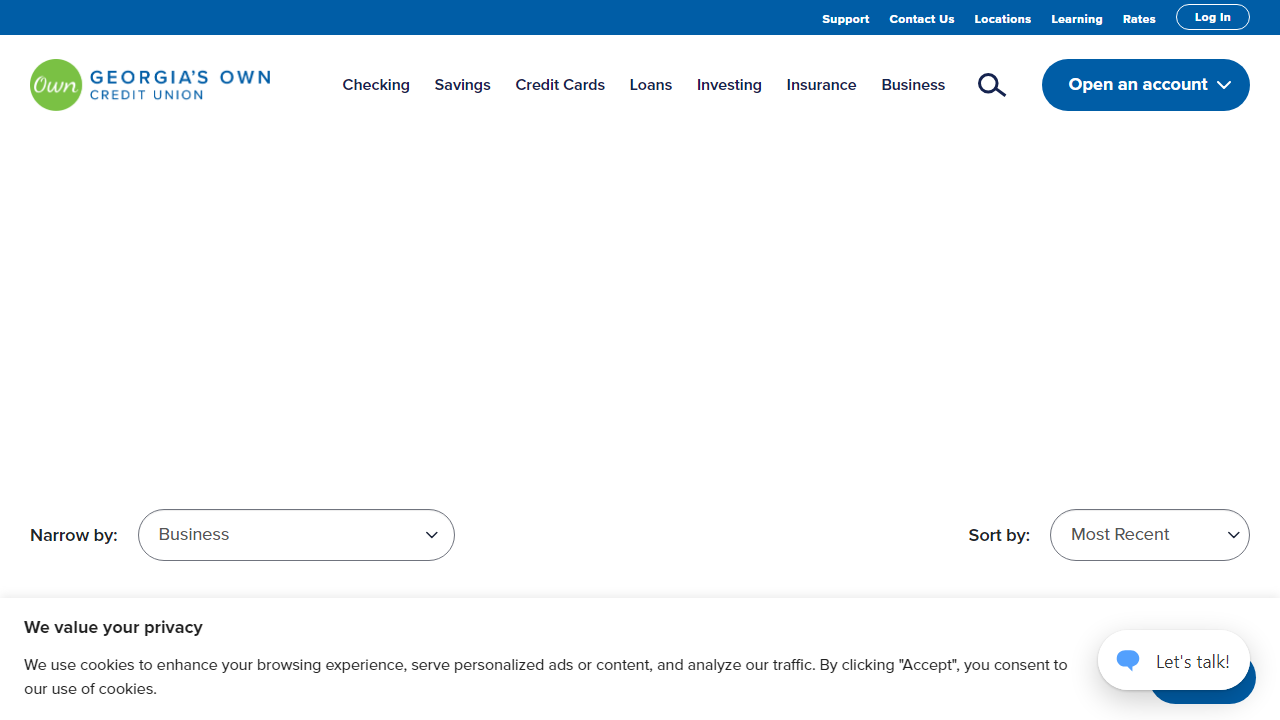 Support Contact Us Locations Learning Rates Log In
Own GEORGIA'S OWN
CREDIT UNION
Checking Savings Credit Cards Loans Investing Insurance Business Open an account
Narrow by: Business Sort by: Most Recent
We value your privacy
We use cookies to enhance your browsing experience, serve personalized ads or content, and analyze our traffic. By clicking "Accept", you consent to
our use of cookies.
Let's talk!